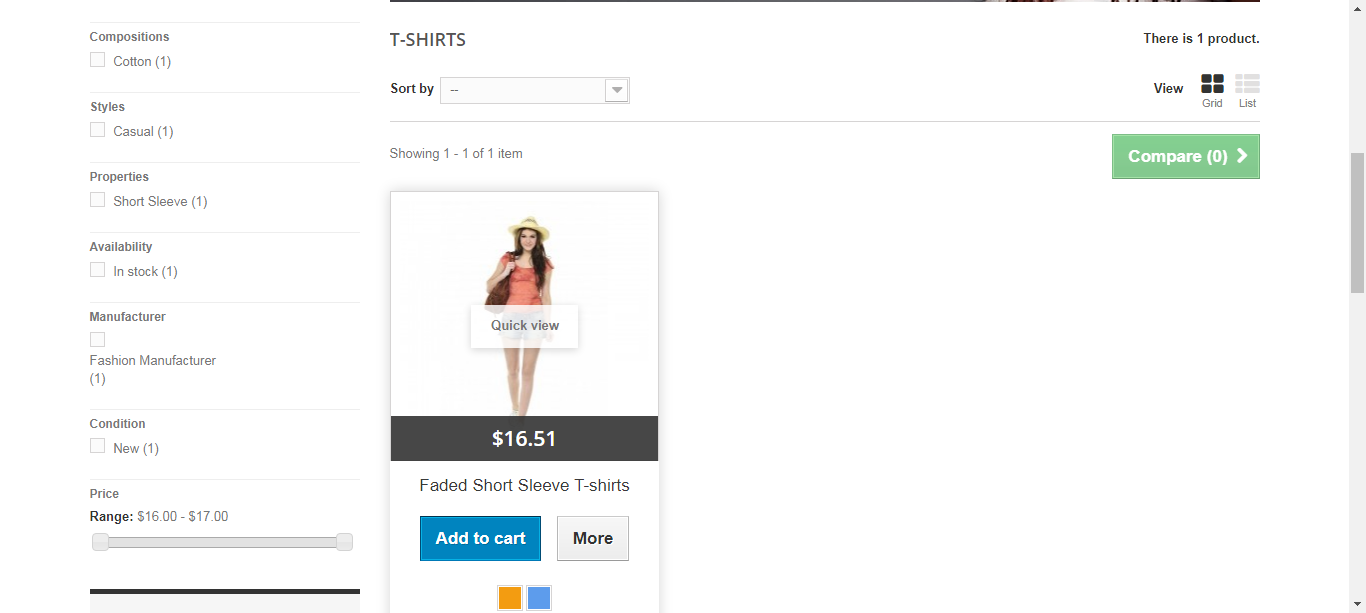 Compositions
Cotton (1)
Styles
Casual (1)
Properties
Short Sleeve (1)
Availability
In stock (1)
Manufacturer
Fashion Manufacturer
(1)
Condition
New (1)
Price
Range: $16.00 - $17.00
T-SHIRTS
There is 1 product.
Sort by --
View
Grid List
Showing 1 - 1 of 1 item
Compare (0)
Quick view
$16.51
Faded Short Sleeve T-shirts
Add to cart More